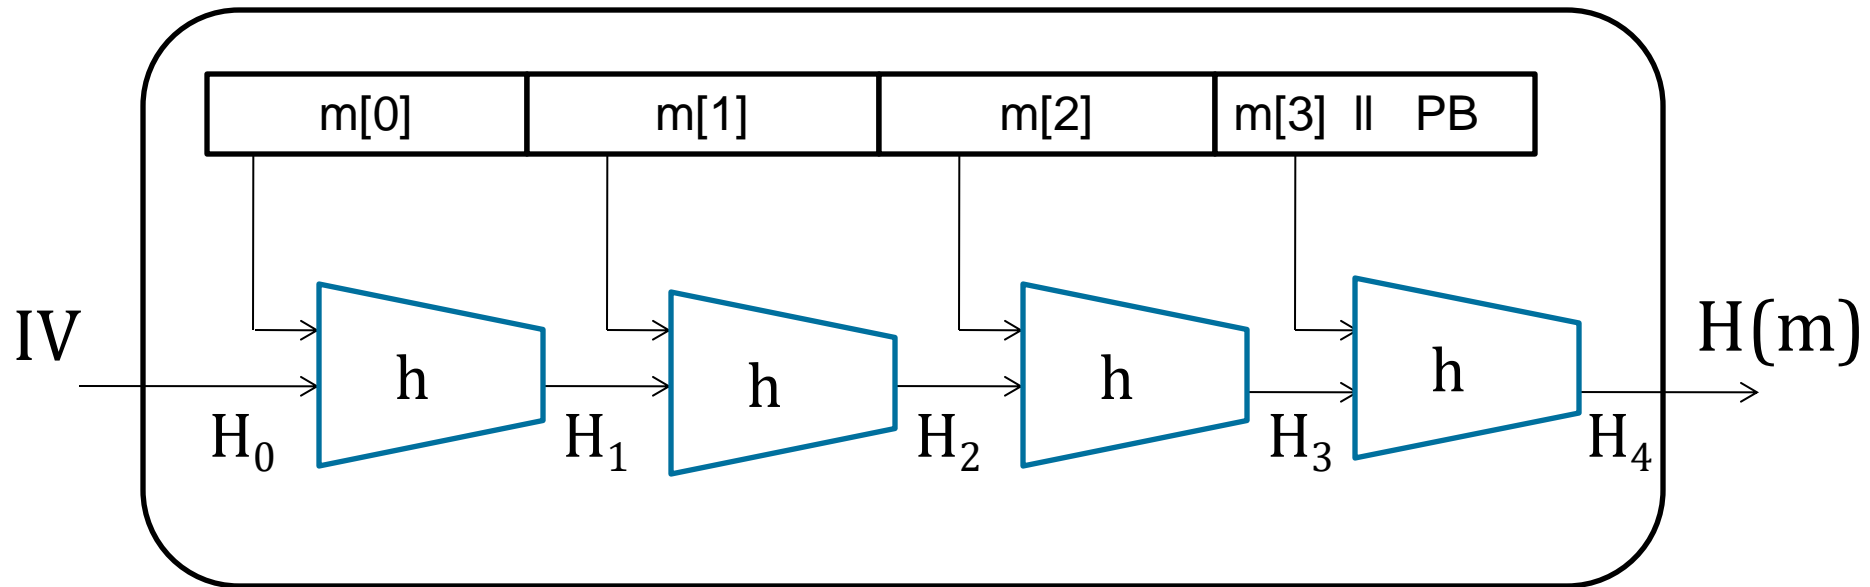 m[0] m[1] m[2] m[3] ll PB
IV h h h h H(m)
H₀ H₁ H₂ H₃ H₄